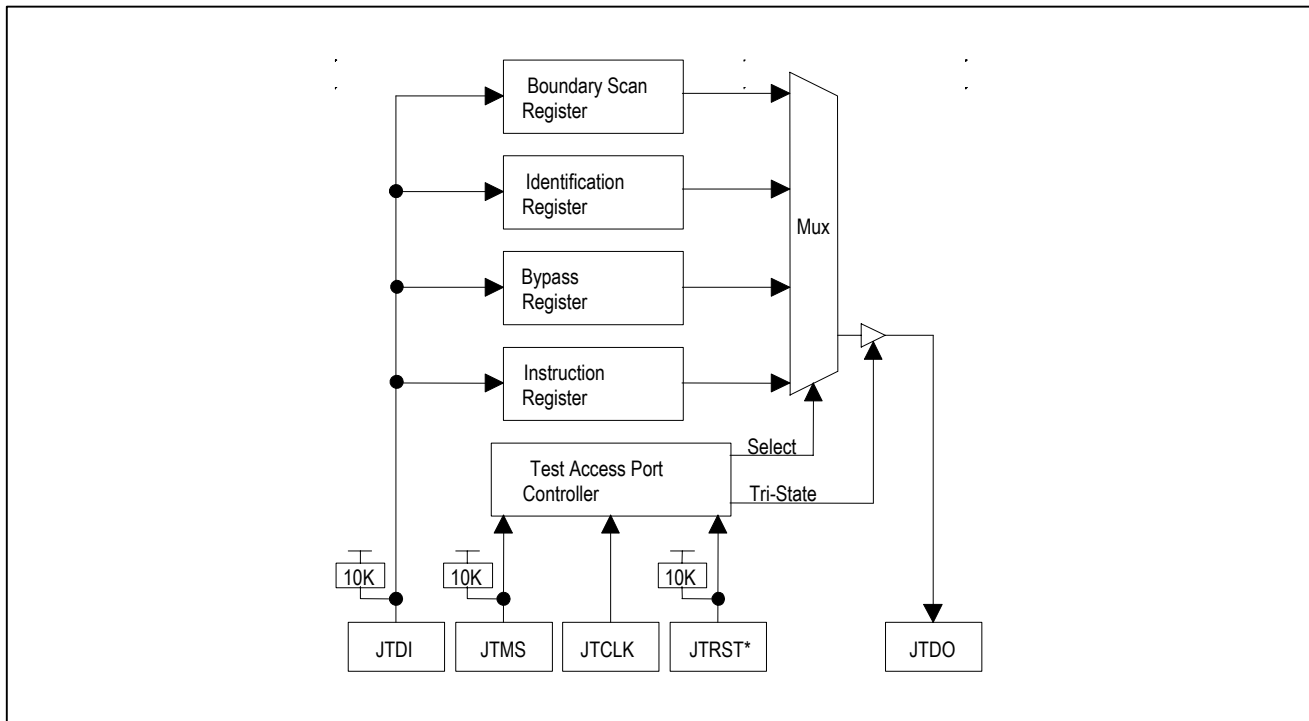 Boundary Scan
Register
Identification
Register
Mux
Bypass
Register
Instruction
Register
Select
Test Access Port
Controller
Tri-State
10K
10K
10K
JTDI
JTMS
JTCLK
JTRST*
JTDO